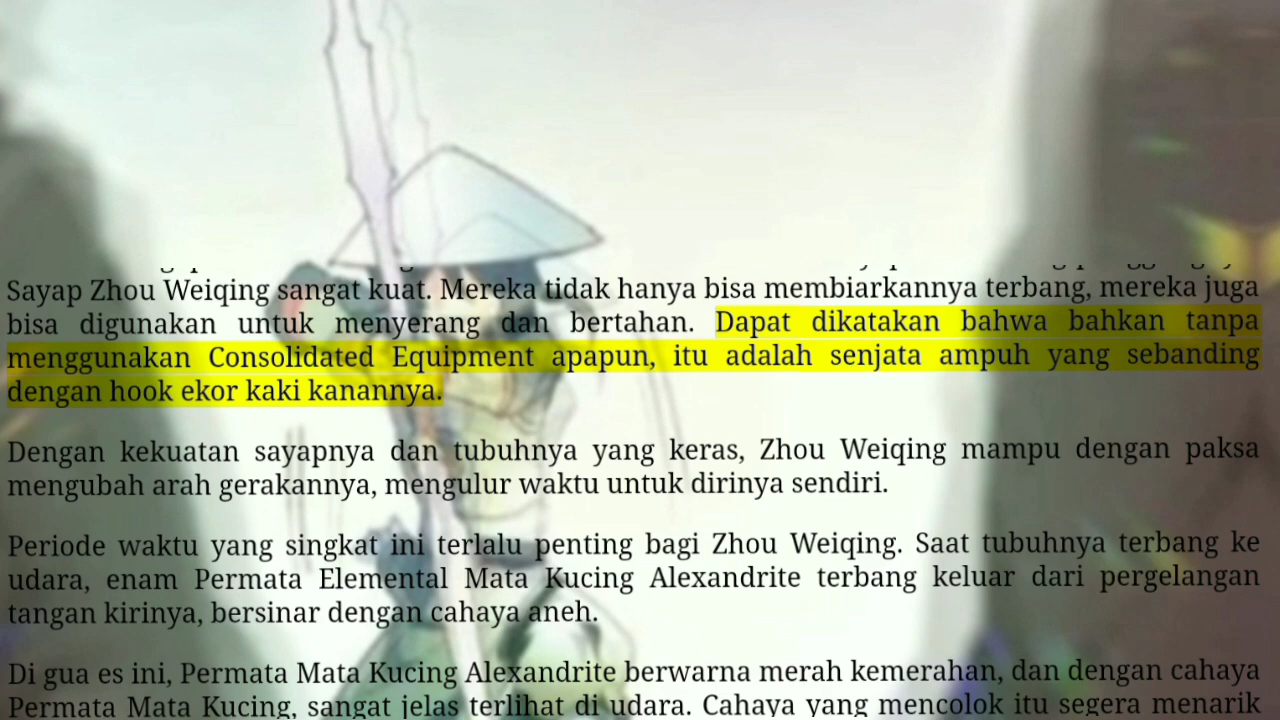 Sayap Zhou Weiqing sangat kuat. Mereka tidak hanya bisa membiarkannya terbang, mereka juga
bisa digunakan untuk menyerang dan bertahan. Dapat dikatakan bahwa bahkan tanpa
menggunakan Consolidated Equipment apapun, itu adalah senjata ampuh yang sebanding
dengan hook ekor kaki kanannya.
Dengan kekuatan sayapnya dan tubuhnya yang keras, Zhou Weiqing mampu dengan paksa
mengubah arah gerakannya, mengulur waktu untuk dirinya sendiri.
Periode waktu yang singkat ini terlalu penting bagi Zhou Weiqing. Saat tubuhnya terbang ke
udara, enam Permata Elemental Mata Kucing Alexandrite terbang keluar dari pergelangan
tangan kirinya, bersinar dengan cahaya aneh.
Di gua es ini, Permata Mata Kucing Alexandrite berwarna merah kemerahan, dan dengan cahaya
Permata Mata Kucing, sangat jelas terlihat di udara. Cahaya yang mencolok itu segera menarik